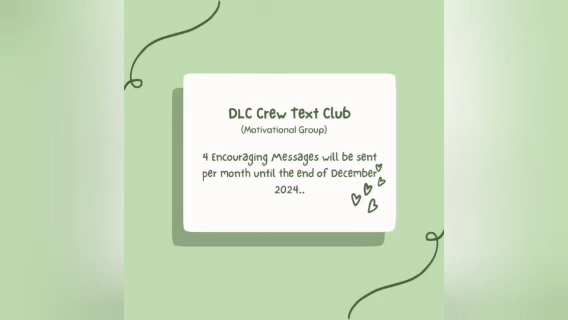 DLC Crew Text Club
(Motivational Group)
4 Encouraging Messages will be sent
per month until the end of December
2024..